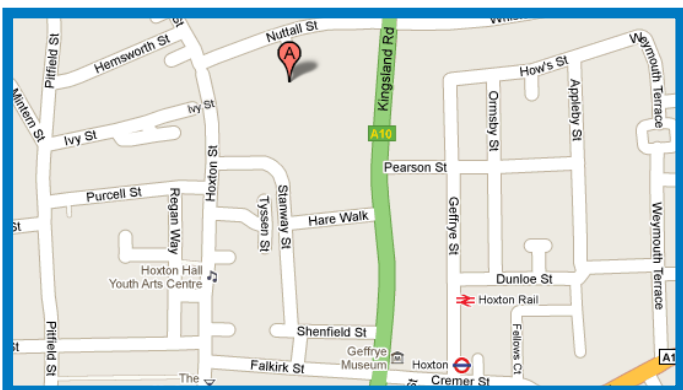 Nuttall St
Whis
Pitfield St
Hemsworth St
A
Kingsland Rd
Weymouth Terrace
How's St
Mintern St
Ivy St
Ivy St
Ormsby St
Appleby St
A10
Hoxton St
Pearson St
Purcell St
Regan Way
Tyssen St
Stanway St
Hare Walk
Geffrye St
Weymouth Terrace
st
Hoxton Hall
Youth Arts Centre
Dunloe St
Hoxton Rail
Pitfield St
Shenfield St
Fellows Ct
st
Geffrye
Museum
Falkirk St
Hoxton
A1
The
Cremer St